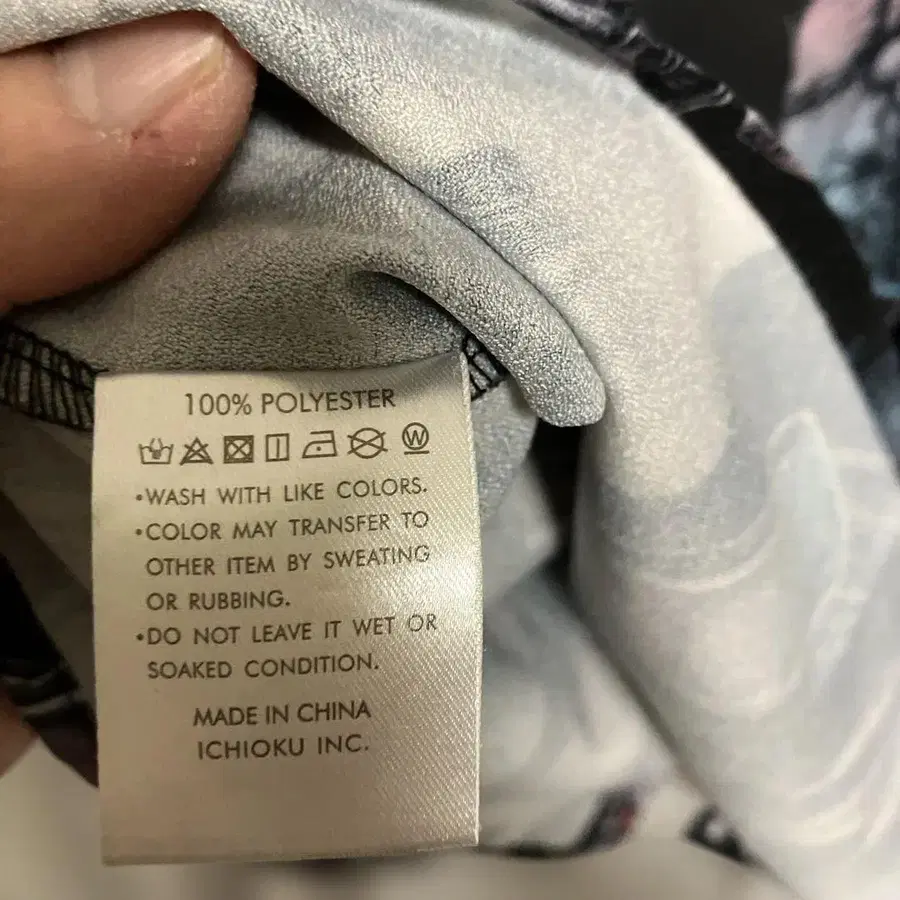 100% POLYESTER
W
•WASH WITH LIKE COLORS.
•COLOR MAY TRANSFER TO
OTHER ITEM BY SWEATING
OR RUBBING.
•DO NOT LEAVE IT WET OR
SOAKED CONDITION.
MADE IN CHINA
ICHIOKU INC.